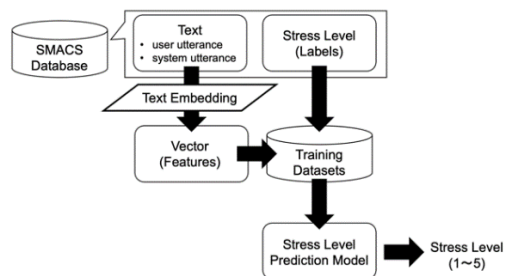 SMACS
Database
Text
• user utterance
• system utterance
Stress Level
(Labels)
Text Embedding
Vector
(Features)
Training
Datasets
Stress Level
Prediction Model
Stress Level
(1～5)